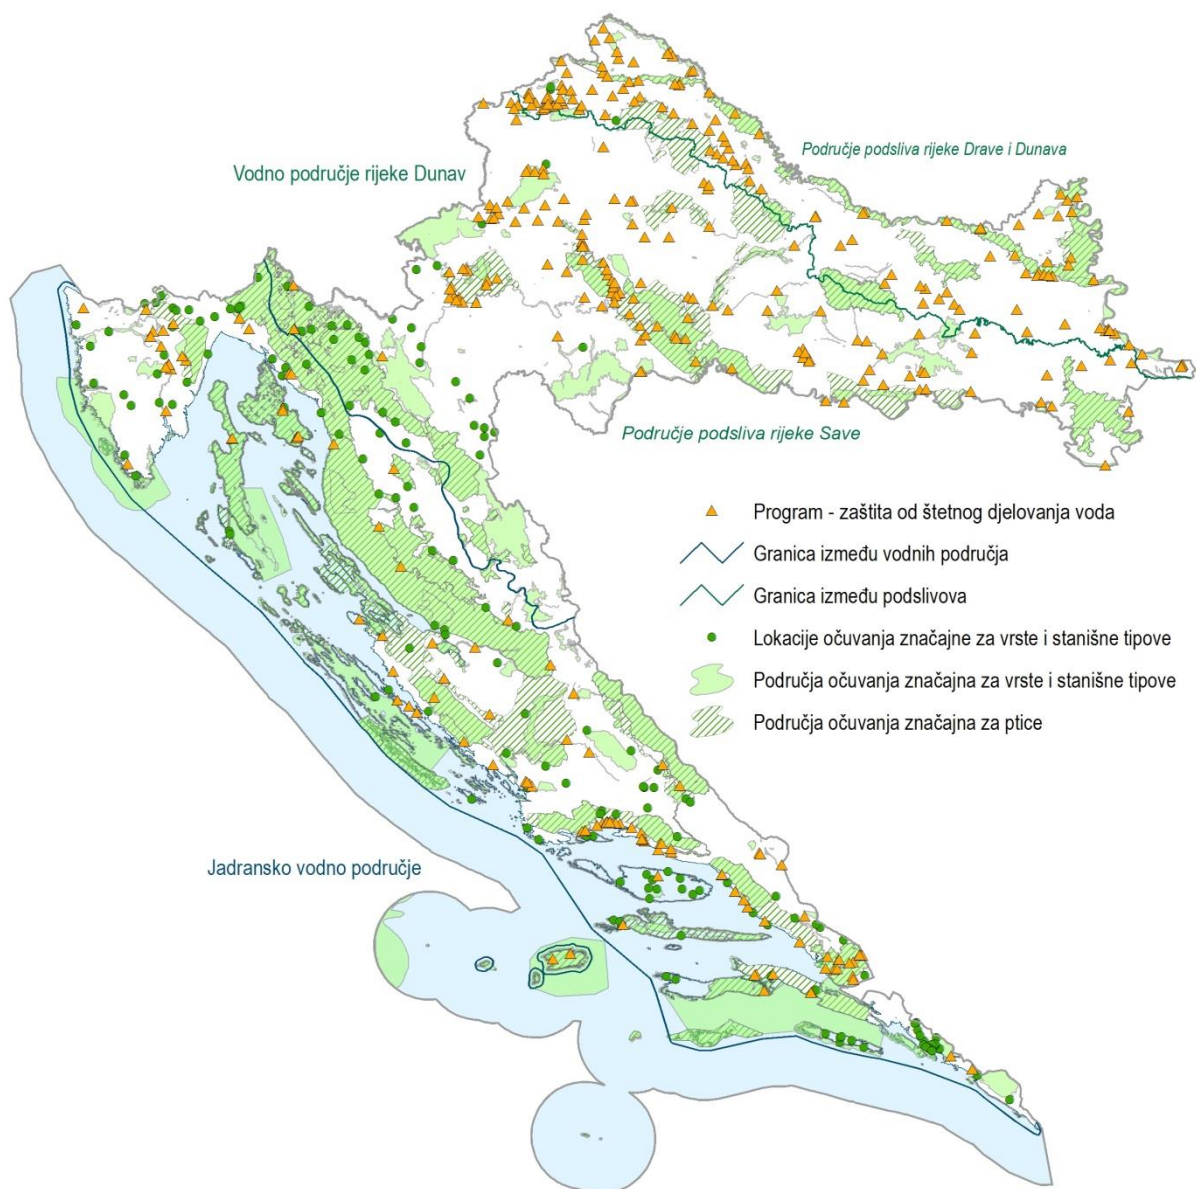 Područje podsliva rijeke Drave i Dunava
Vodno područje rijeke Dunav
Područje podsliva rijeke Save
Program - zaštita od štetnog djelovanja voda
Granica između vodnih područja
Granica između podslivova
Lokacije očuvanja značajne za vrste i stanišne tipove
Područja očuvanja značajna za vrste i stanišne tipove
Područja očuvanja značajna za ptice
Jadransko vodno područje